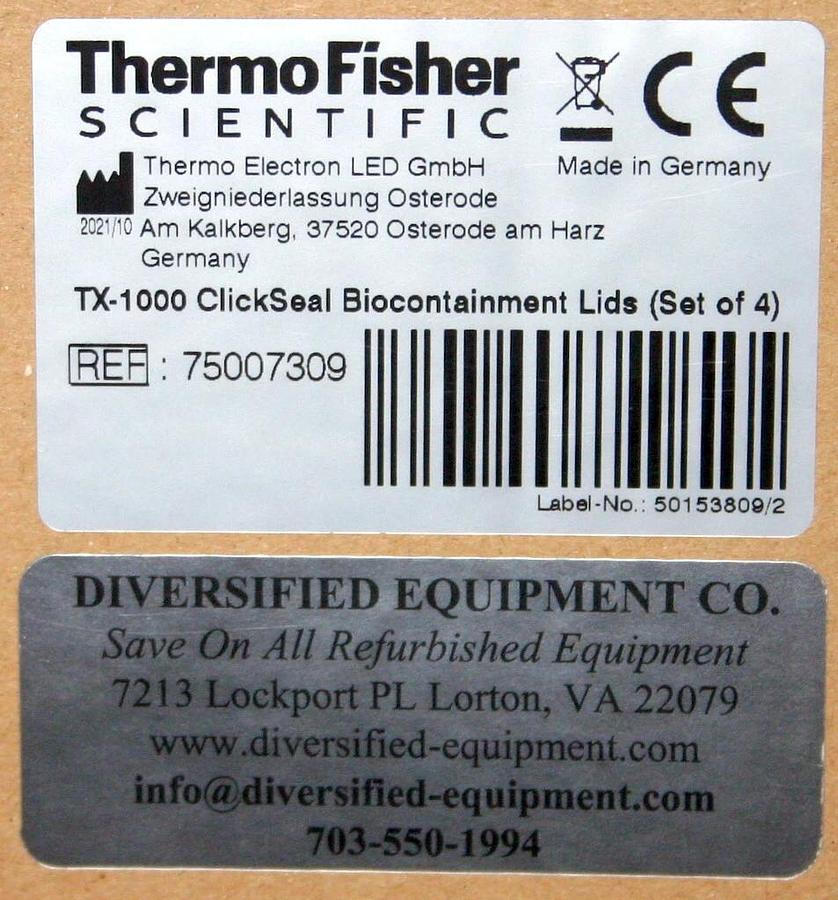 ThermoFisher
SCIENTIFIC
CE
Thermo Electron LED GmbH
Made in Germany
Zweigniederlassung Osterode
2021/10
Am Kalkberg, 37520 Osterode am Harz
Germany
TX-1000 ClickSeal Biocontainment Lids (Set of 4)
REF : 75007309
Label-No.: 50153809/2
DIVERSIFIED EQUIPMENT CO.
Save On All Refurbished Equipment
7213 Lockport PL Lorton, VA 22079
www.diversified-equipment.com
info@diversified-equipment.com
703-550-1994